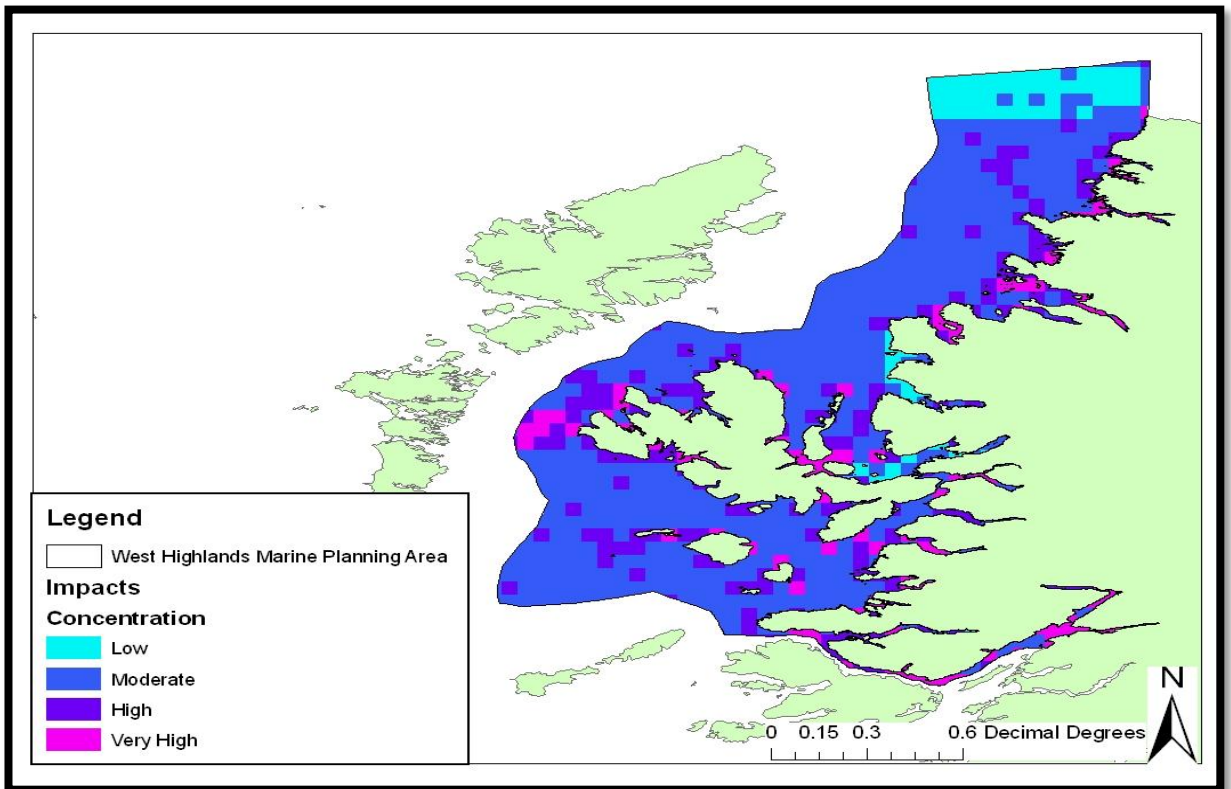 Legend
West Highlands Marine Planning Area
Impacts
Concentration
Low
Moderate
High
Very High
N
0 0.15 0.3 0.6 Decimal Degrees